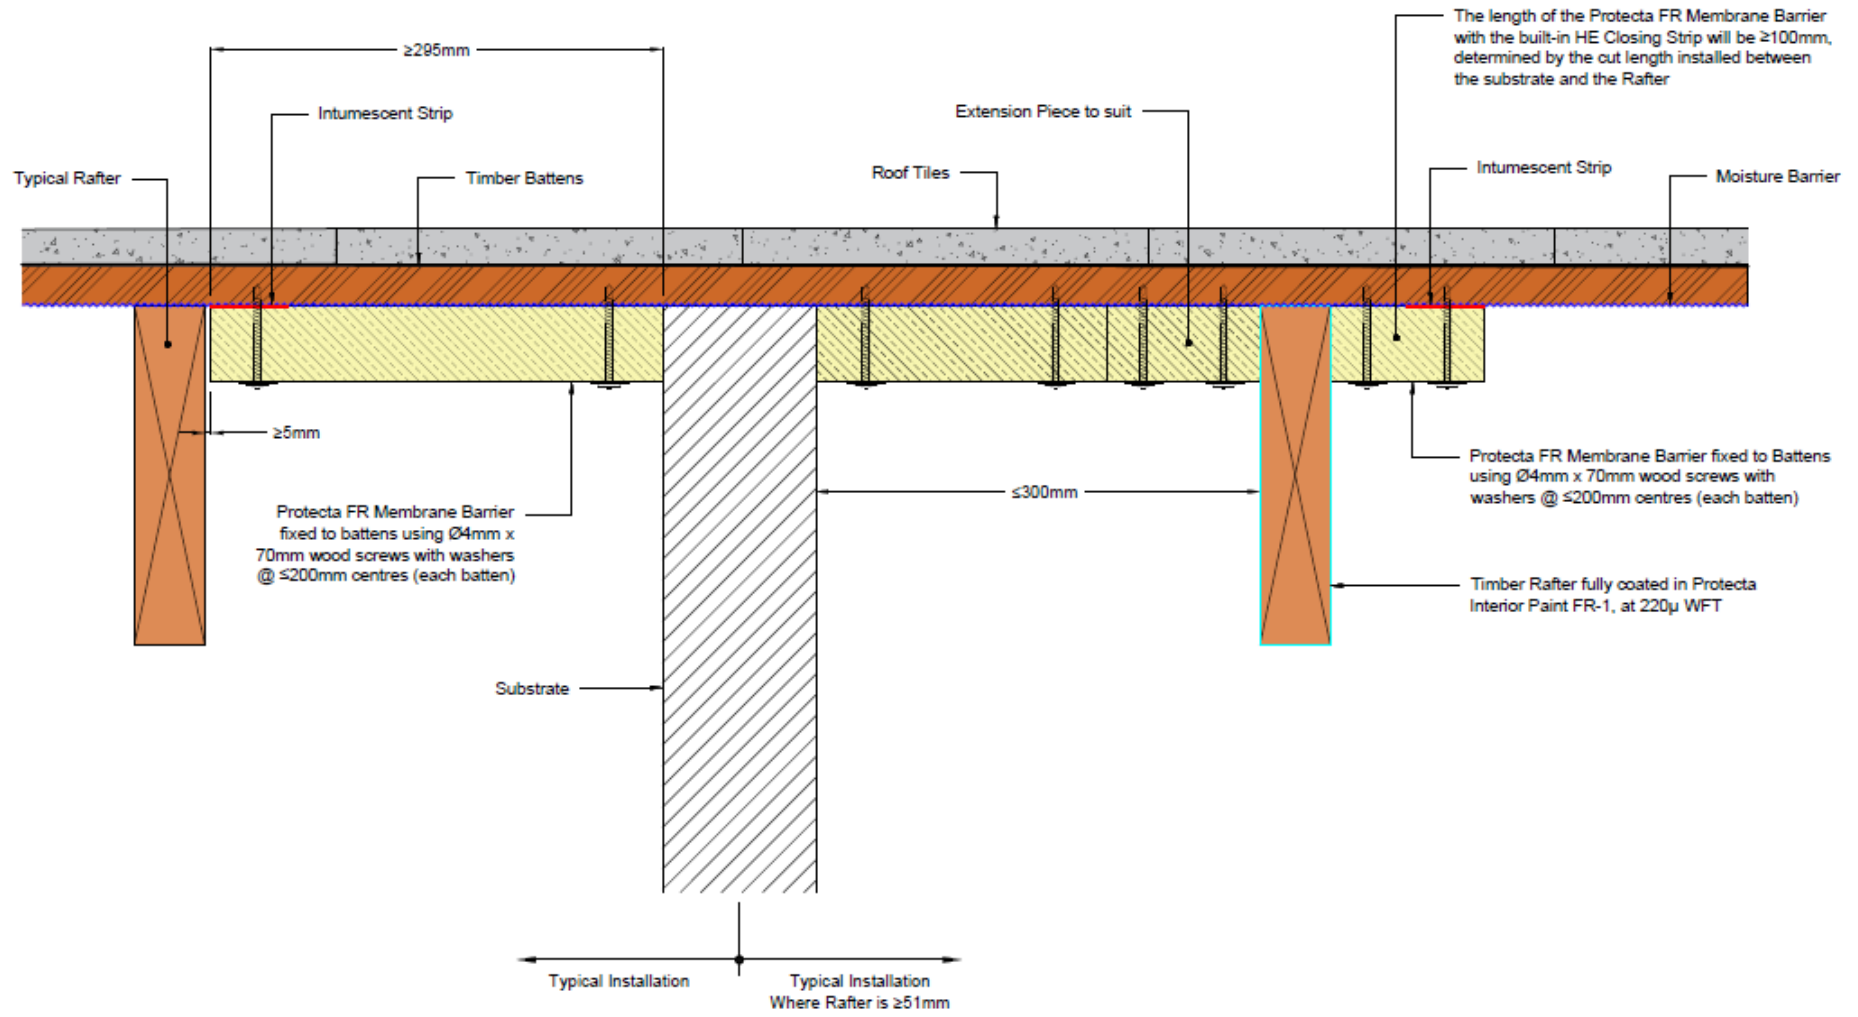 The length of the Protecta FR Membrane Barrier
with the built-in HE Closing Strip will be ≥100mm,
determined by the cut length installed between
the substrate and the Rafter
≥295mm
Intumescent Strip
Extension Piece to suit
Typical Rafter
Timber Battens
Roof Tiles
Intumescent Strip
Moisture Barrier
≥5mm
Protecta FR Membrane Barrier
fixed to battens using Ø4mm x
70mm wood screws with washers
@ ≤200mm centres (each batten)
≤300mm
Protecta FR Membrane Barrier fixed to Battens
using Ø4mm x 70mm wood screws with
washers @ ≤200mm centres (each batten)
Timber Rafter fully coated in Protecta
Interior Paint FR-1, at 220µ WFT
Substrate
Typical Installation
Typical Installation
Where Rafter is ≥51mm